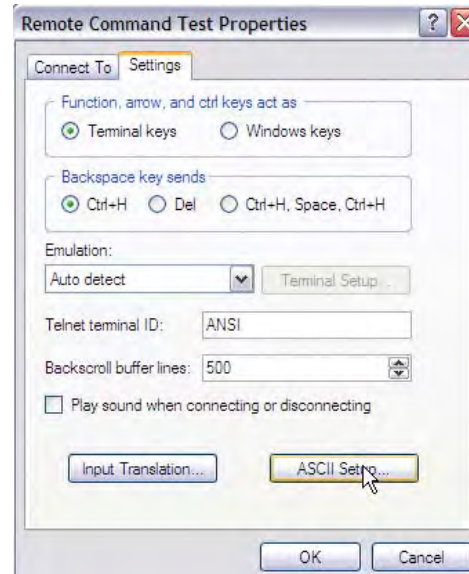 Remote Command Test Properties
Connect To Settings
Function, arrow, and ctrl keys act as
Terminal keys Windows keys
Backspace key sends
Ctrl+H Del Ctrl+H, Space, Ctrl+H
Emulation:
Auto detect Terminal Setup...
Telnet terminal ID: ANSI
Backscroll buffer lines: 500
Play sound when connecting or disconnecting
Input Translation... ASCII Setup...
OK Cancel